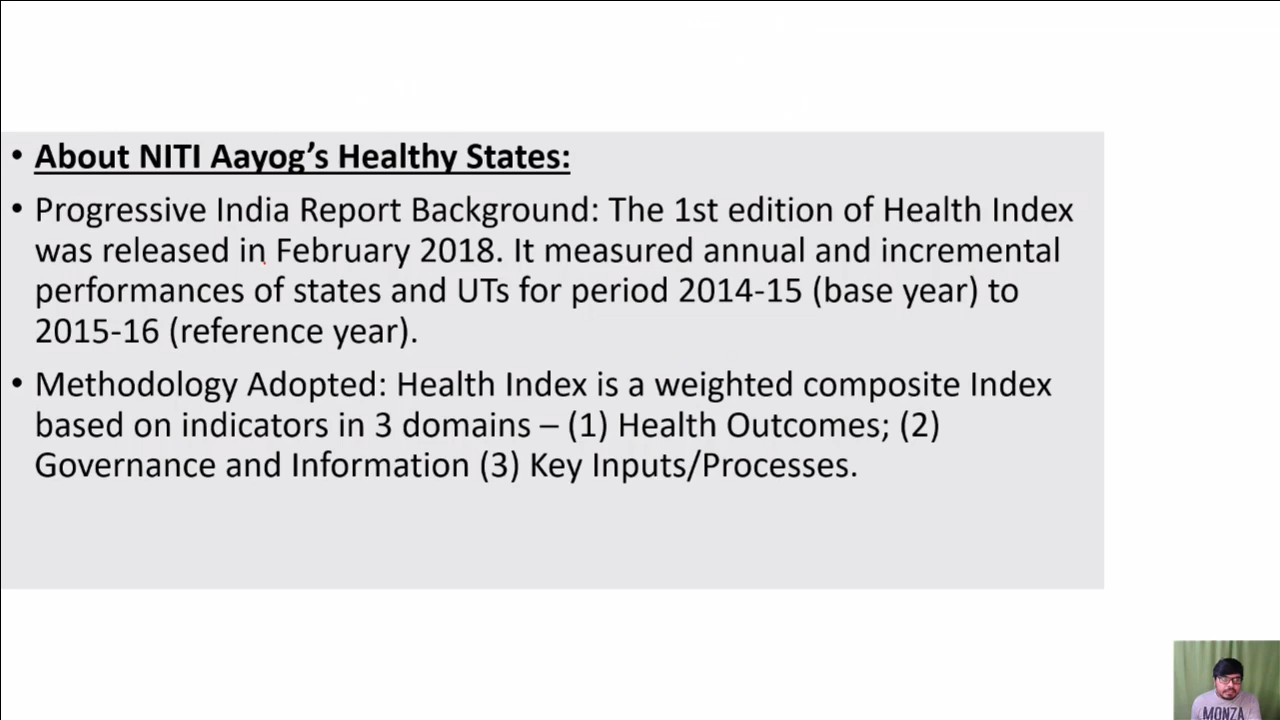 • About NITI Aayog’s Healthy States:
• Progressive India Report Background: The 1st edition of Health Index
was released in February 2018. It measured annual and incremental
performances of states and UTs for period 2014-15 (base year) to
2015-16 (reference year).
• Methodology Adopted: Health Index is a weighted composite Index
based on indicators in 3 domains – (1) Health Outcomes; (2)
Governance and Information (3) Key Inputs/Processes.
MONZA